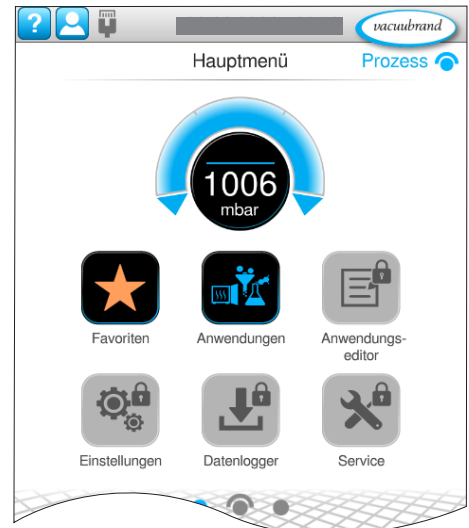 ?
vacuubrand
Hauptmenü
Prozess
1006
mbar
Favoriten
Anwendungen
Anwendungs-
editor
Einstellungen
Datenlogger
Service